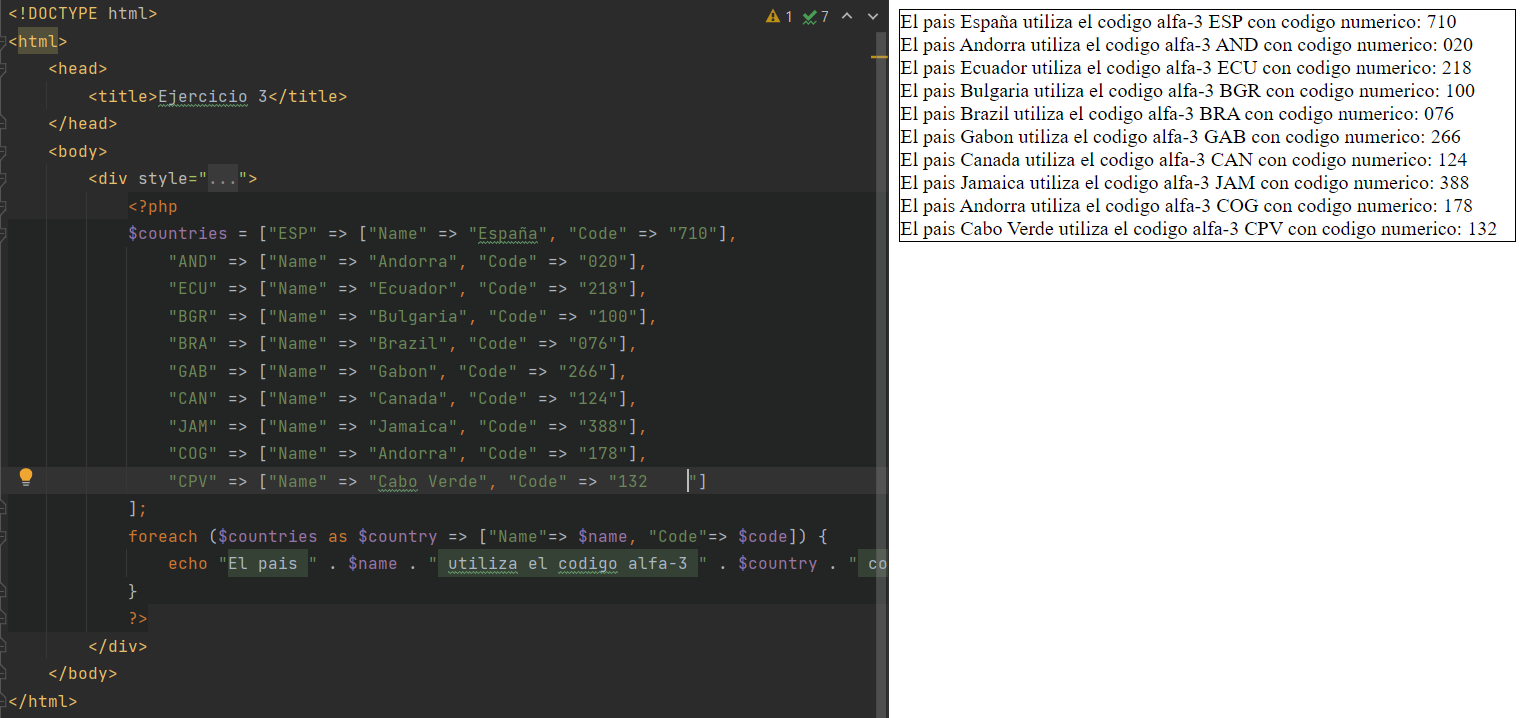 <!DOCTYPE html>
<html>
<head>
<title>Ejercicio 3</title>
</head>
<body>
<div style="...">
<?php
$countries = ["ESP" => ["Name" => "España", "Code" => "710"],
"AND" => ["Name" => "Andorra", "Code" => "020"],
"ECU" => ["Name" => "Ecuador", "Code" => "218"],
"BGR" => ["Name" => "Bulgaria", "Code" => "100"],
"BRA" => ["Name" => "Brazil", "Code" => "076"],
"GAB" => ["Name" => "Gabon", "Code" => "266"],
"CAN" => ["Name" => "Canada", "Code" => "124"],
"JAM" => ["Name" => "Jamaica", "Code" => "388"],
"COG" => ["Name" => "Andorra", "Code" => "178"],
"CPV" => ["Name" => "Cabo Verde", "Code" => "132    "]
];
foreach ($countries as $country => ["Name"=> $name, "Code"=> $code]) {
echo "El pais " . $name . " utiliza el codigo alfa-3 " . $country . " co
}
?>
</div>
</body>
</html>
1 7
El pais España utiliza el codigo alfa-3 ESP con codigo numerico: 710
El pais Andorra utiliza el codigo alfa-3 AND con codigo numerico: 020
El pais Ecuador utiliza el codigo alfa-3 ECU con codigo numerico: 218
El pais Bulgaria utiliza el codigo alfa-3 BGR con codigo numerico: 100
El pais Brazil utiliza el codigo alfa-3 BRA con codigo numerico: 076
El pais Gabon utiliza el codigo alfa-3 GAB con codigo numerico: 266
El pais Canada utiliza el codigo alfa-3 CAN con codigo numerico: 124
El pais Jamaica utiliza el codigo alfa-3 JAM con codigo numerico: 388
El pais Andorra utiliza el codigo alfa-3 COG con codigo numerico: 178
El pais Cabo Verde utiliza el codigo alfa-3 CPV con codigo numerico: 132